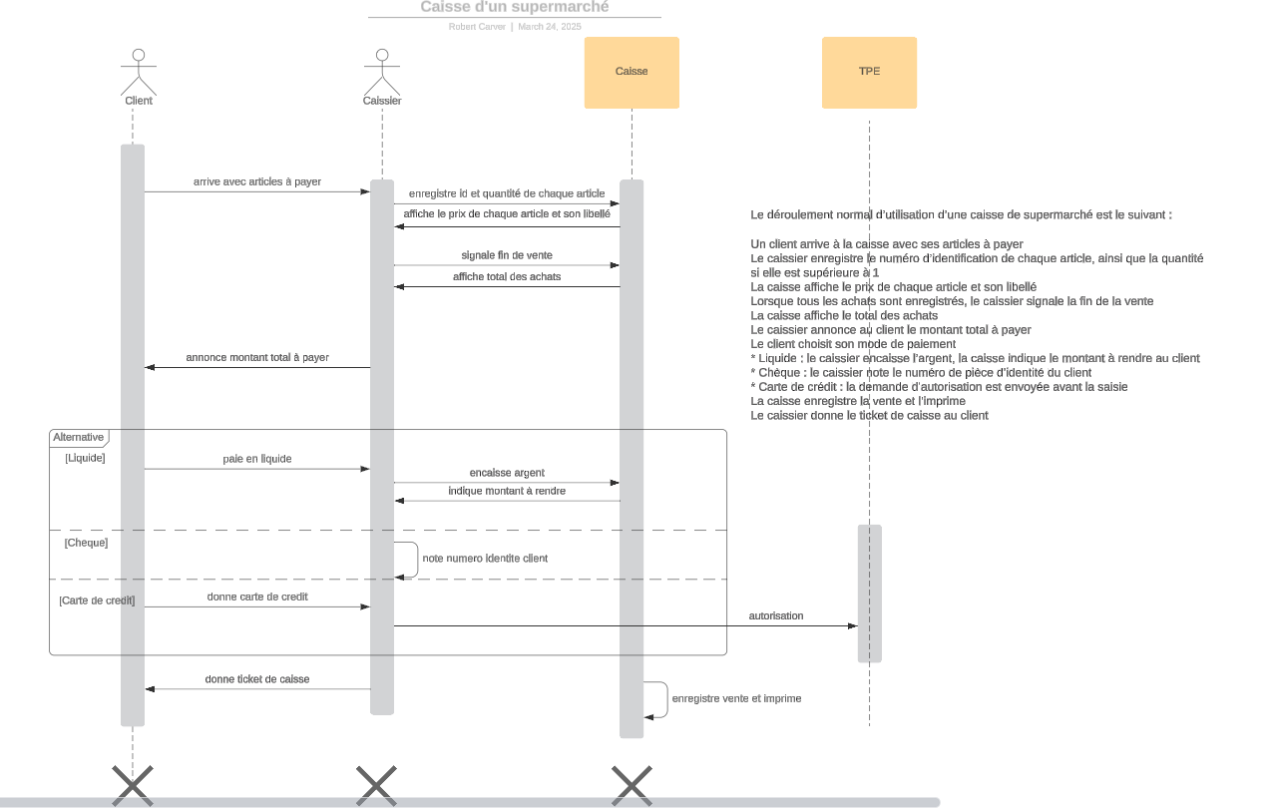 Caisse d'un supermarché
Robert Carver | March 24, 2025
Client
Caissier
Caisse
TPE
arrive avec articles à payer
enregistre id et quantité de chaque article
affiche le prix de chaque article et son libellé
signale fin de vente
affiche total des achats
annonce montant total à payer
Le déroulement normal d'utilisation d'une caisse de supermarché est le suivant :
Un client arrive à la caisse avec ses articles à payer
Le caissier enregistre le numéro d'identification de chaque article, ainsi que la quantité
si elle est supérieure à 1
La caisse affiche le prix de chaque article et son libellé
Lorsque tous les achats sont enregistrés, le caissier signale la fin de la vente
La caisse affiche le total des achats
Le caissier annonce au client le montant total à payer
Le client choisit son mode de paiement
* Liquide : le caissier encaisse l'argent, la caisse indique le montant à rendre au client
* Chèque : le caissier note le numéro de pièce d'identité du client
* Carte de crédit : la demande d'autorisation est envoyée avant la saisie
La caisse enregistre la vente et l'imprime
Le caissier donne le ticket de caisse au client
Alternative
[Liquide]
paie en liquide
encaisse argent
indique montant à rendre
[Cheque]
note numero identite client
[Carte de credit]
donne carte de credit
autorisation
donne ticket de caisse
enregistre vente et imprime